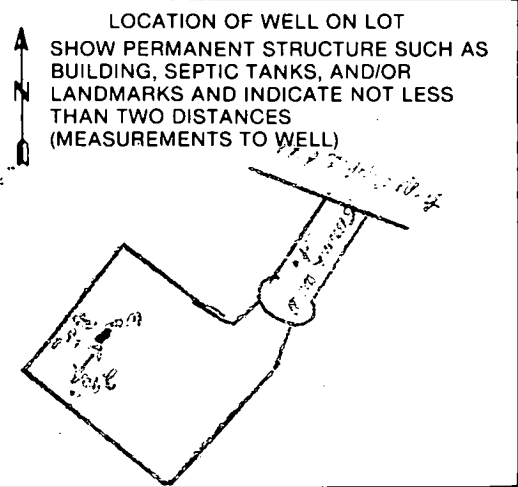 LOCATION OF WELL ON LOT
SHOW PERMANENT STRUCTURE SUCH AS
BUILDING, SEPTIC TANKS, AND/OR
N LANDMARKS AND INDICATE NOT LESS
THAN TWO DISTANCES
(MEASUREMENTS TO WELL)